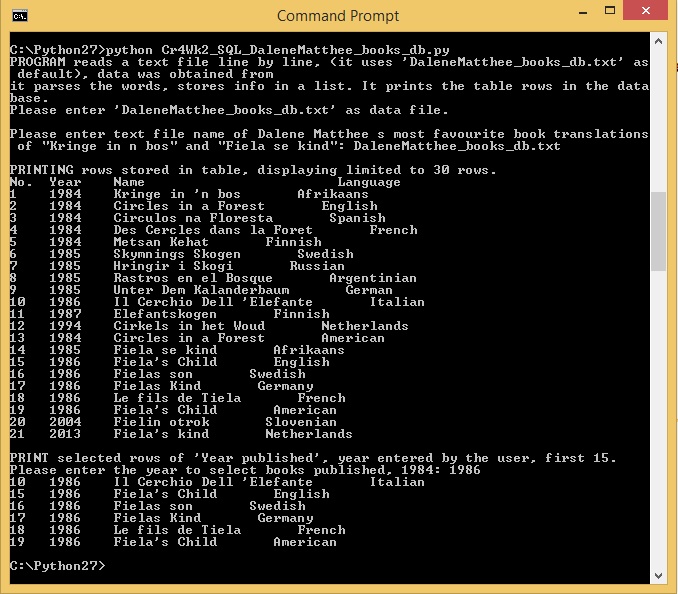 Command Prompt
C:\Python27>python Cr4Wk2_SQL_DaleneMatthee_books_db.py
PROGRAM reads a text file line by line, (it uses 'DaleneMatthee_books_db.txt' as
 default), data was obtained from
it parses the words, stores info in a list. It prints the table rows in the data
base.
Please enter 'DaleneMatthee_books_db.txt' as data file.
Please enter text file name of Dalene Matthee s most favourite book translations
 of "Kringe in n bos" and "Fiela se kind": DaleneMatthee_books_db.txt
PRINTING rows stored in table, displaying limited to 30 rows.
No. Year Name Language
1 1984 Kringe in 'n bos Afrikaans
2 1984 Circles in a Forest English
3 1984 Circulos na Floresta Spanish
4 1984 Des Cercles dans la Foret French
5 1984 Metsan Kehat Finnish
6 1985 Skymnings Skogen Swedish
7 1985 Hringir i Skogi Russian
8 1985 Rastros en el Bosque Argentinian
9 1985 Unter Dem Kalanderbaum German
10 1986 Il Cerchio Dell 'Elefante Italian
11 1987 Elefantskogen Finnish
12 1994 Cirkels in het Woud Netherlands
13 1984 Circles in a Forest American
14 1985 Fiela se kind Afrikaans
15 1986 Fiela's Child English
16 1986 Fielas son Swedish
17 1986 Fielas Kind Germany
18 1986 Le fils de Tiela French
19 1986 Fiela's Child American
20 2004 Fielin otrok Slovenian
21 2013 Fiela's kind Netherlands
PRINT selected rows of 'Year published', year entered by the user, first 15.
Please enter the year to select books published, 1984: 1986
10 1986 Il Cerchio Dell 'Elefante Italian
15 1986 Fiela's Child English
16 1986 Fielas son Swedish
17 1986 Fielas Kind Germany
18 1986 Le fils de Tiela French
19 1986 Fiela's Child American
C:\Python27>